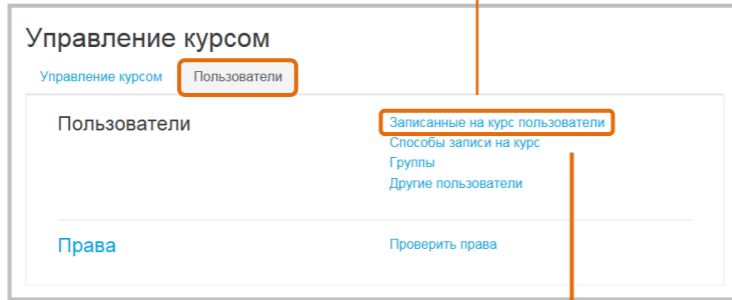 Управление курсом
Управление курсом Пользователи
Пользователи Записанные на курс пользователи
Способы записи на курс
Группы
Другие пользователи
Права Проверить права